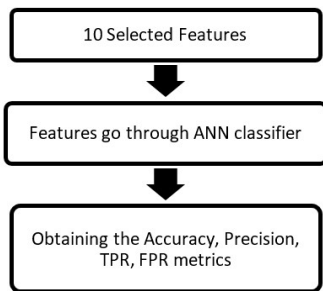 10 Selected Features
Features go through ANN classifier
Obtaining the Accuracy, Precision,
TPR, FPR metrics